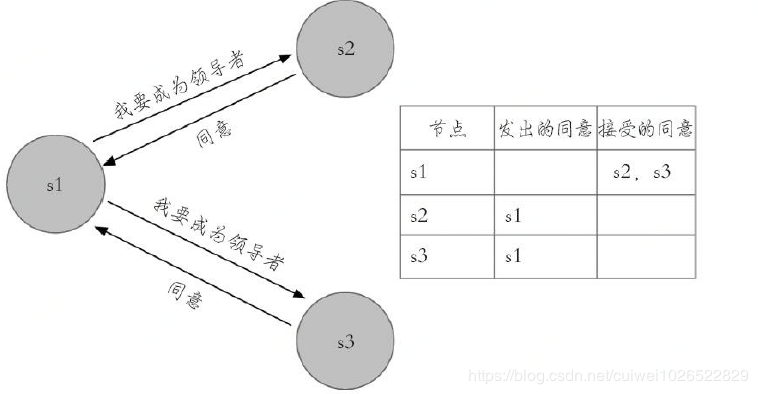 s2
我要成为领导者
同意
s1
我要成为领导者
同意
s3
节点 发出的同意 接受的同意
s1 s2，s3
s2 s1
s3 s1
https://blog.csdn.net/cuiwei1026522829